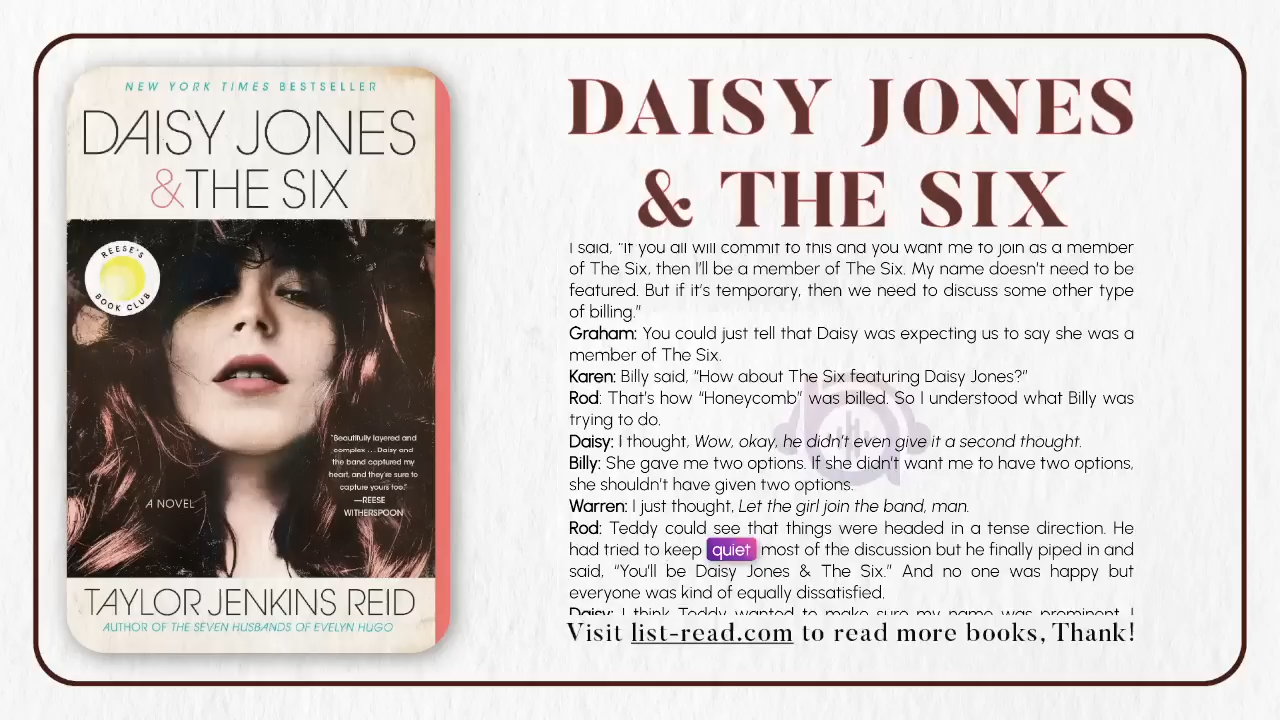 NEW YORK TIMES BESTSELLER
DAISY JONES
& THE SIX
REESE'S
BOOK CLUB
"Beautifully layered and
complex ... Daisy and
the band captured my
heart, and they're sure to
capture yours too."
—REESE
WITHERSPOON
A NOVEL
TAYLOR JENKINS REID
AUTHOR OF THE SEVEN HUSBANDS OF EVELYN HUGO
DAISY JONES
& THE SIX
I said, "If you all will commit to this and you want me to join as a member
of The Six, then I'll be a member of The Six. My name doesn't need to be
featured. But if it's temporary, then we need to discuss some other type
of billing."
Graham: You could just tell that Daisy was expecting us to say she was a
member of The Six.
Karen: Billy said, "How about The Six featuring Daisy Jones?"
Rod: That's how "Honeycomb" was billed. So I understood what Billy was
trying to do.
Daisy: I thought, Wow, okay, he didn't even give it a second thought.
Billy: She gave me two options. If she didn't want me to have two options,
she shouldn't have given two options.
Warren: I just thought, Let the girl join the band, man.
Rod: Teddy could see that things were headed in a tense direction. He
had tried to keep quiet most of the discussion but he finally piped in and
said, "You'll be Daisy Jones & The Six." And no one was happy but
everyone was kind of equally dissatisfied.
Daisy: I think Teddy wanted to make sure my name was prominent. I
Visit list-read.com to read more books, Thank!